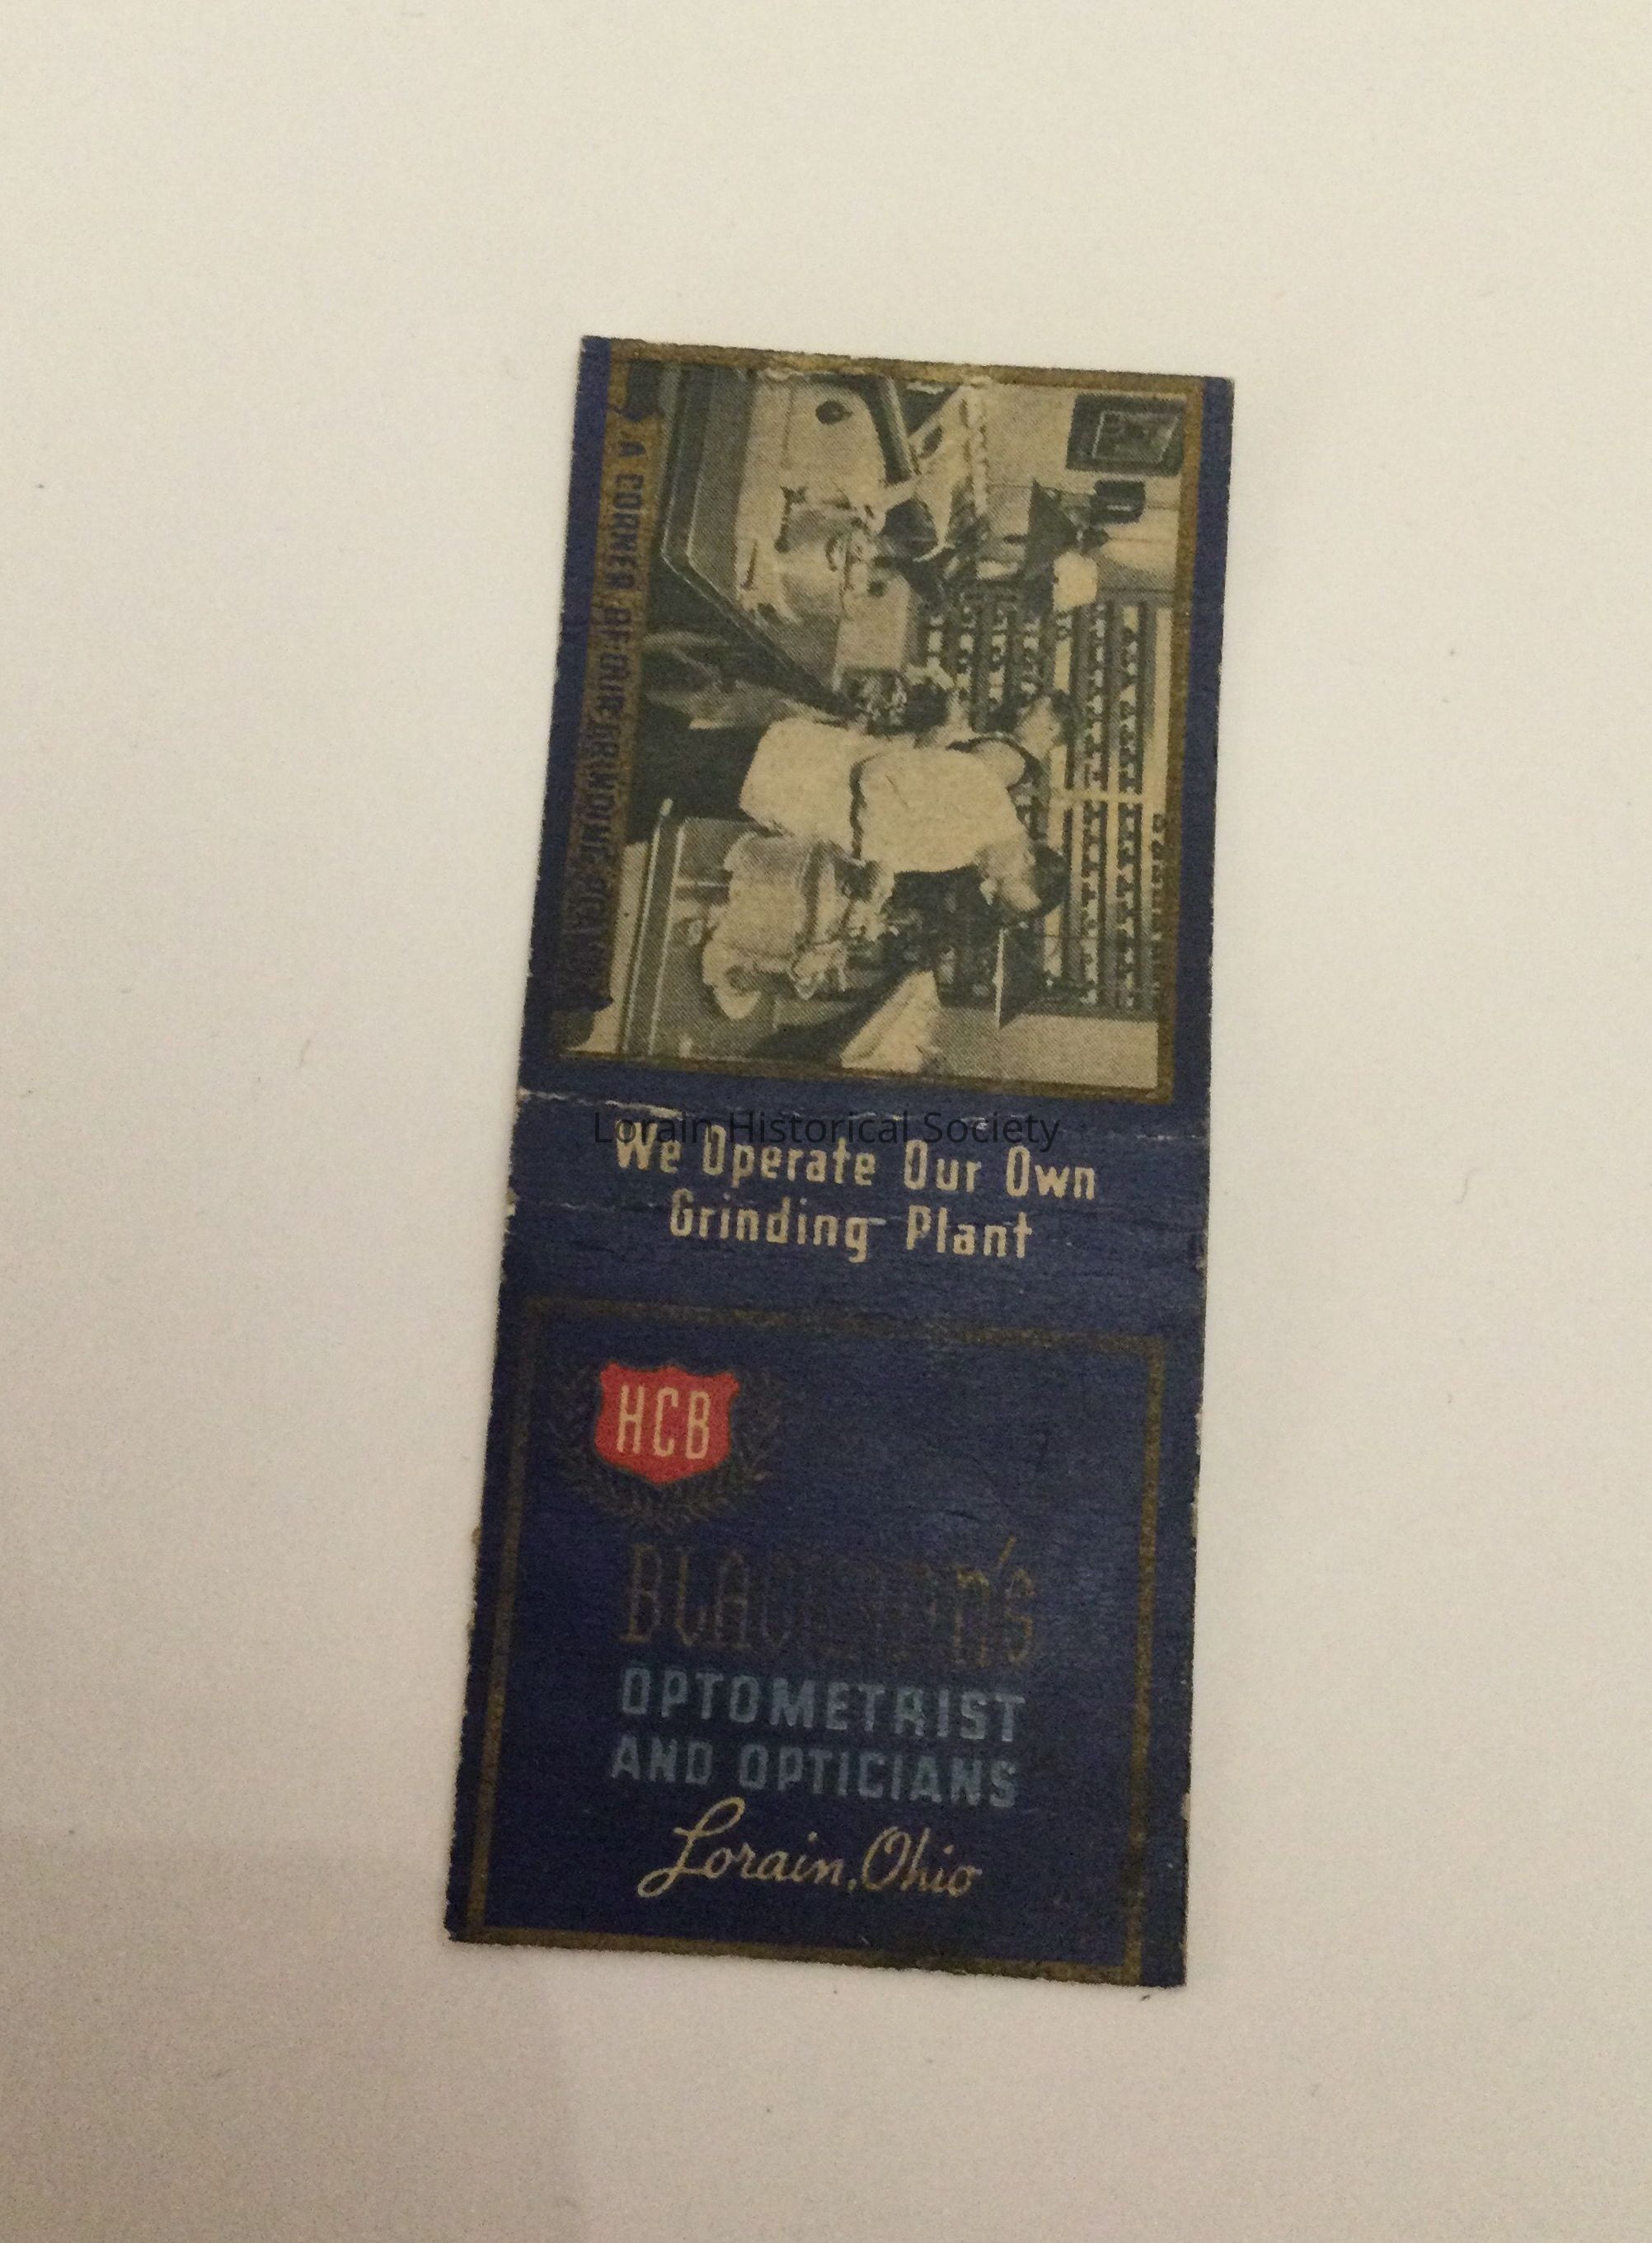 A CORNER OF OUR GRINDING PLANT
Lorain Historical Society
We Operate Our Own
Grinding Plant
HCB
OPTOMETRIST
AND OPTICIANS
Lorain, Ohio